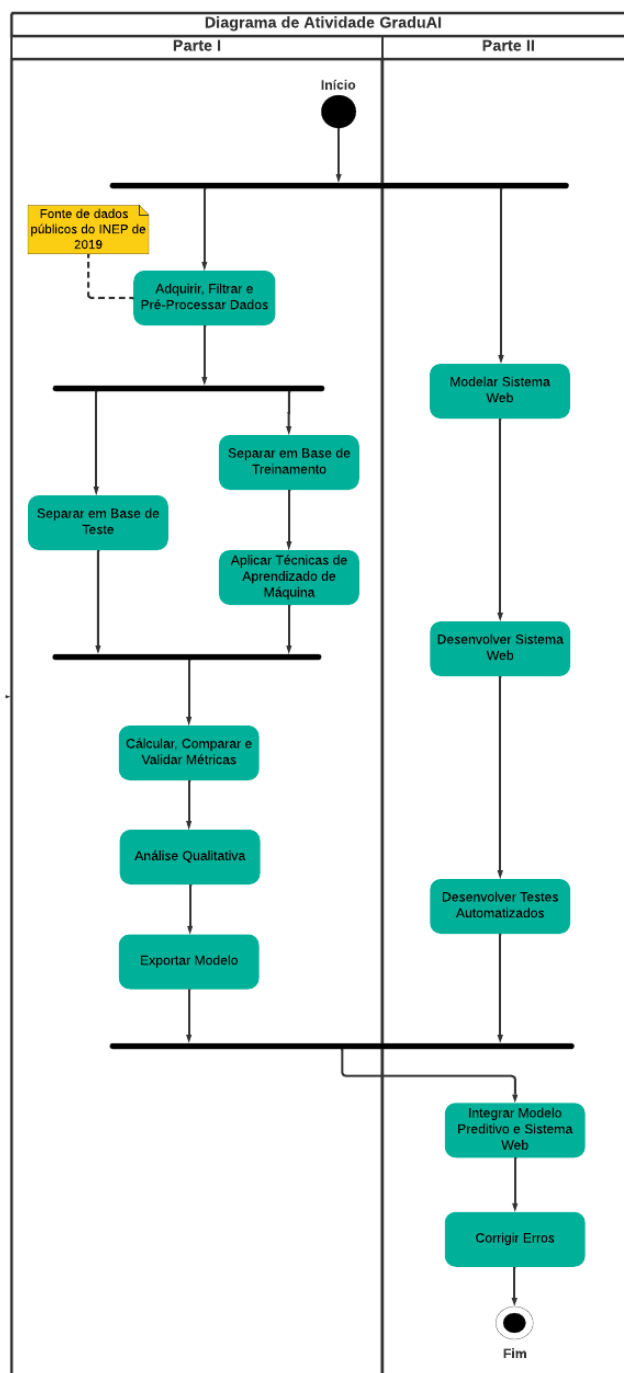 Diagrama de Atividade GraduAI
Parte I
Parte II
Início
Fonte de dados
públicos do INEP de
2019
Adquirir, Filtrar e
Pré-Processar Dados
Modelar Sistema
Web
Separar em Base de
Treinamento
Separar em Base de
Teste
Aplicar Técnicas de
Aprendizado de
Máquina
Desenvolver Sistema
Web
Cálcular, Comparar e
Validar Métricas
Análise Qualitativa
Desenvolver Testes
Automatizados
Exportar Modelo
Integrar Modelo
Preditivo e Sistema
Web
Corrigir Erros
Fim